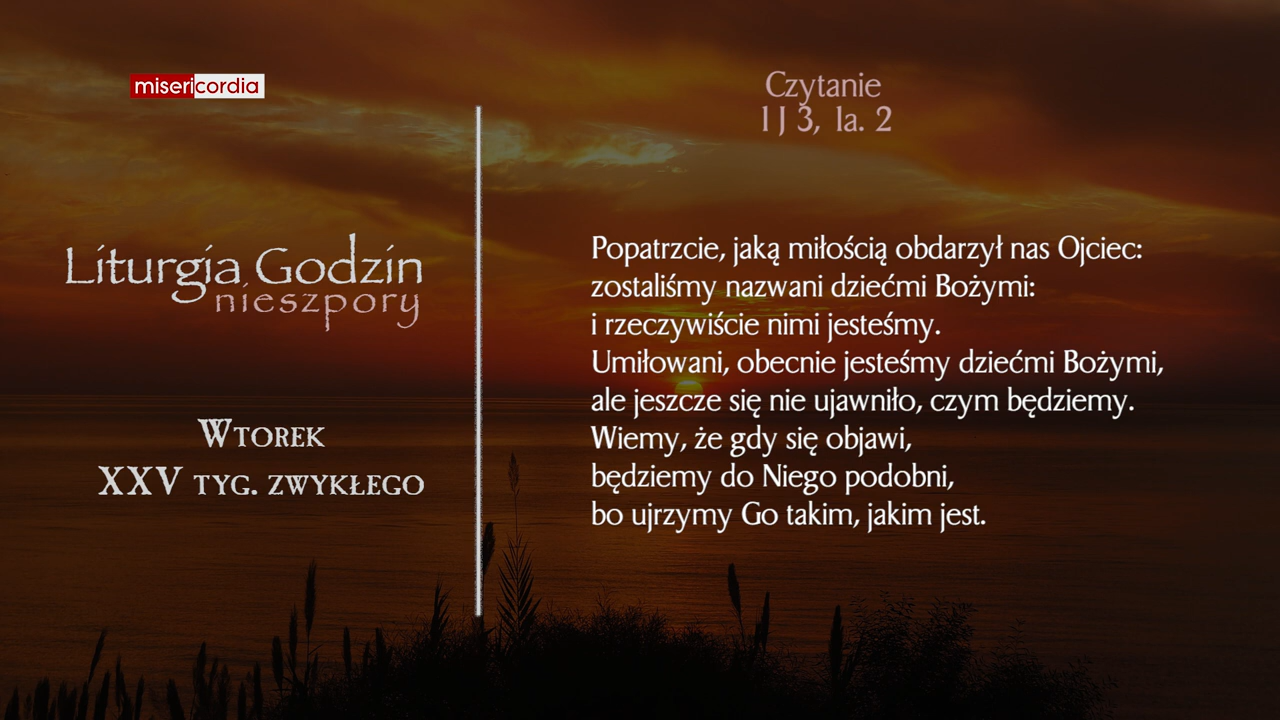 misericordia
Liturgia Godzin
nieszpory
Wtorek
XXV tyg. zwykłego
Czytanie
1 J 3, 1a. 2
Popatrzcie, jaką miłością obdarzył nas Ojciec:
zostaliśmy nazwani dziećmi Bożymi:
i rzeczywiście nimi jesteśmy.
Umiłowani, obecnie jesteśmy dziećmi Bożymi,
ale jeszcze się nie ujawniło, czym będziemy.
Wiemy, że gdy się objawi,
będziemy do Niego podobni,
bo ujrzymy Go takim, jakim jest.